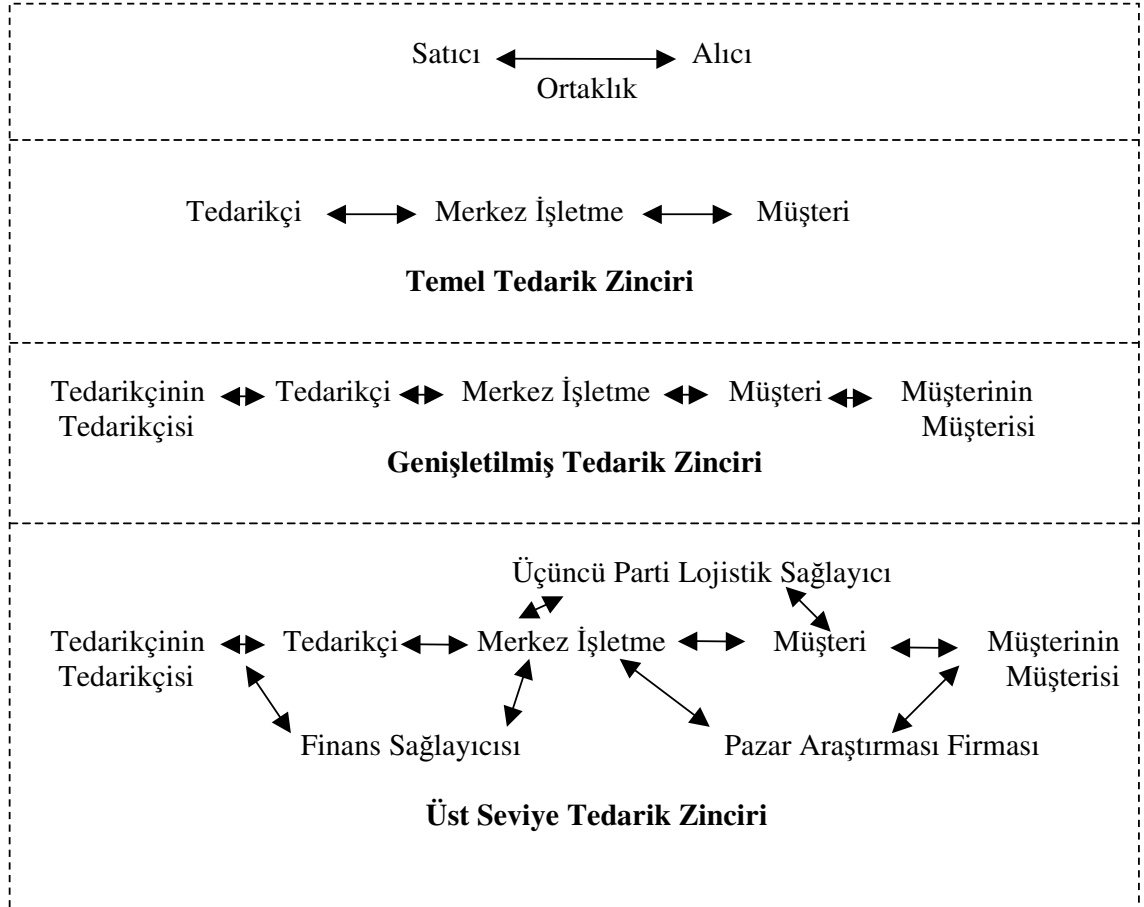 Satıcı Alıcı
Ortaklık
Tedarikçi Merkez İşletme Müşteri
Temel Tedarik Zinciri
Tedarikçinin Tedarikçi Merkez İşletme Müşteri Müşterinin
Tedarikçisi Müşterisi
Genişletilmiş Tedarik Zinciri
Üçüncü Parti Lojistik Sağlayıcı
Tedarikçinin Tedarikçi Merkez İşletme Müşteri Müşterinin
Tedarikçisi Müşterisi
Finans Sağlayıcısı Pazar Araştırması Firması
Üst Seviye Tedarik Zinciri